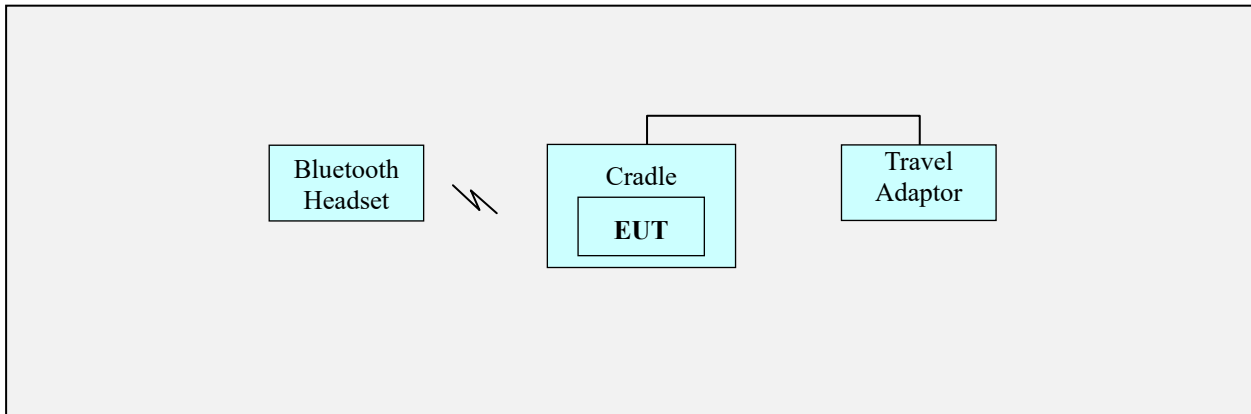 Bluetooth
Headset
Cradle
EUT
Travel
Adaptor